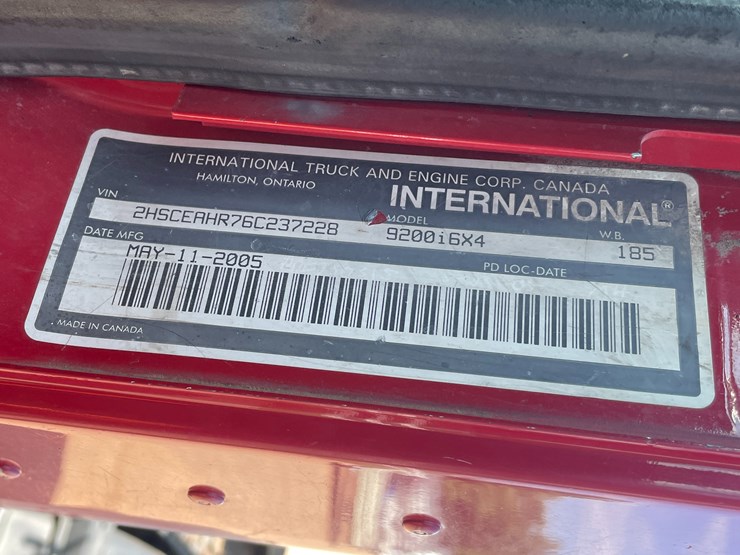 INTERNATIONAL TRUCK AND ENGINE CORP. CANADA
HAMILTON, ONTARIO
INTERNATIONAL®
VIN MODEL W.B.
2HSCEAHR76C237228 9200i6X4 185
DATE MFG PD LOC-DATE
MAY-11-2005
MADE IN CANADA